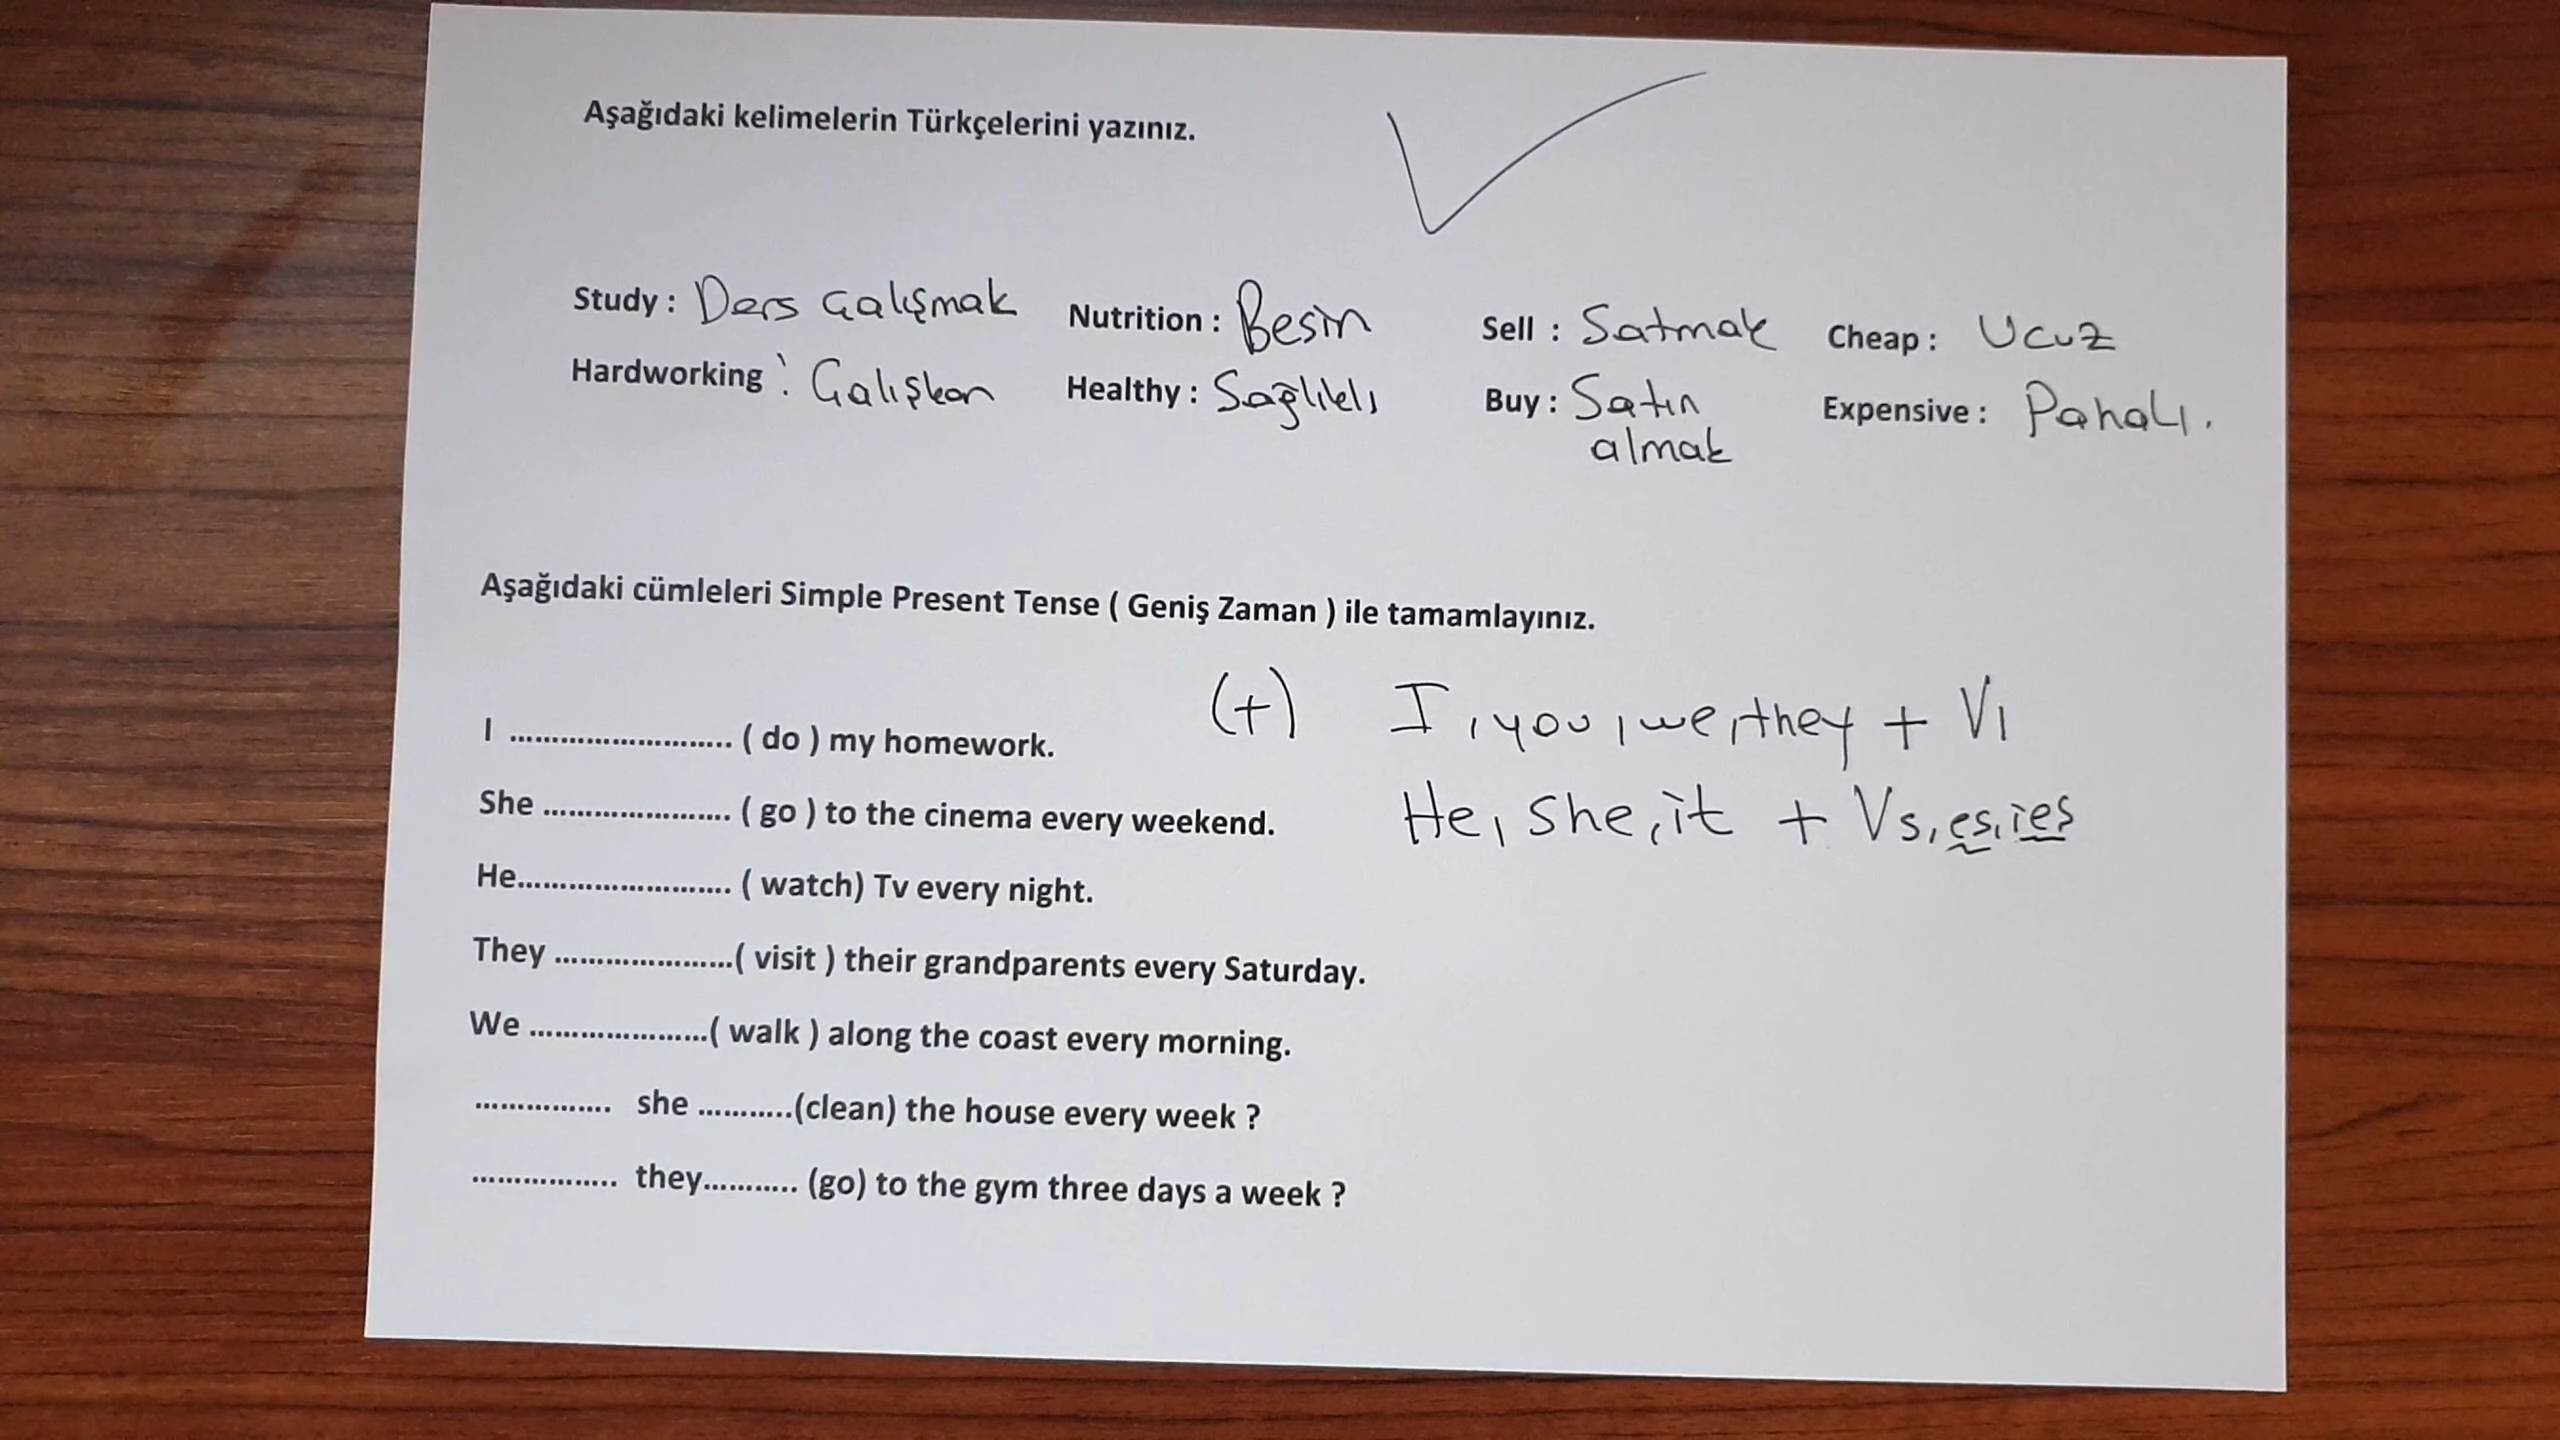 Aşağıdaki kelimelerin Türkçelerini yazınız.
Study : Ders Çalışmak Nutrition : Besin Sell : Satmak Cheap : Ucuz
Hardworking : Çalışkan Healthy : Sağlıklı Buy : Satın almak Expensive : Pahalı.
Aşağıdaki cümleleri Simple Present Tense ( Geniş Zaman ) ile tamamlayınız.
(+) I, you, we, they + V1
He, she, it + Vs, es, ies
I .......................... ( do ) my homework.
She ...................... ( go ) to the cinema every weekend.
He......................... ( watch) Tv every night.
They .....................( visit ) their grandparents every Saturday.
We .....................( walk ) along the coast every morning.
................ she ...........(clean) the house every week ?
................. they........... (go) to the gym three days a week ?